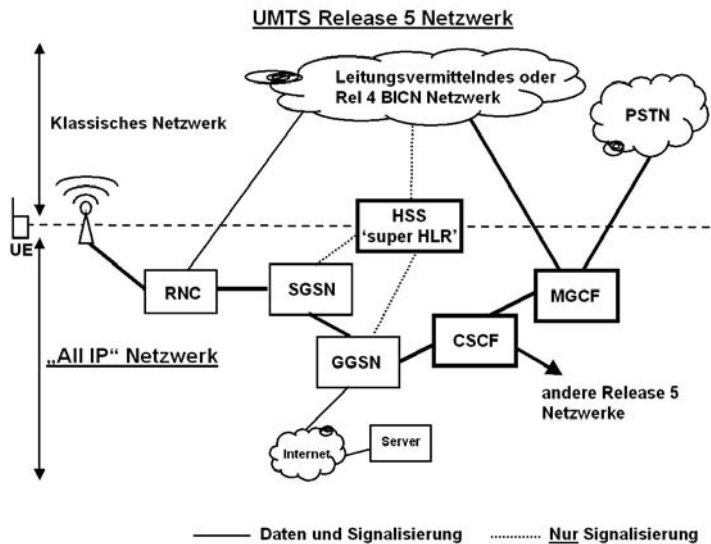 UMTS Release 5 Netzwerk
Leitungsvermittelndes oder
Rel 4 BICN Netzwerk
PSTN
Klassisches Netzwerk
HSS
‘super HLR’
UE
RNC
SGSN
MGCF
CSCF
„All IP“ Netzwerk
GGSN
andere Release 5
Netzwerke
Internet
Server
Daten und Signalisierung
Nur Signalisierung